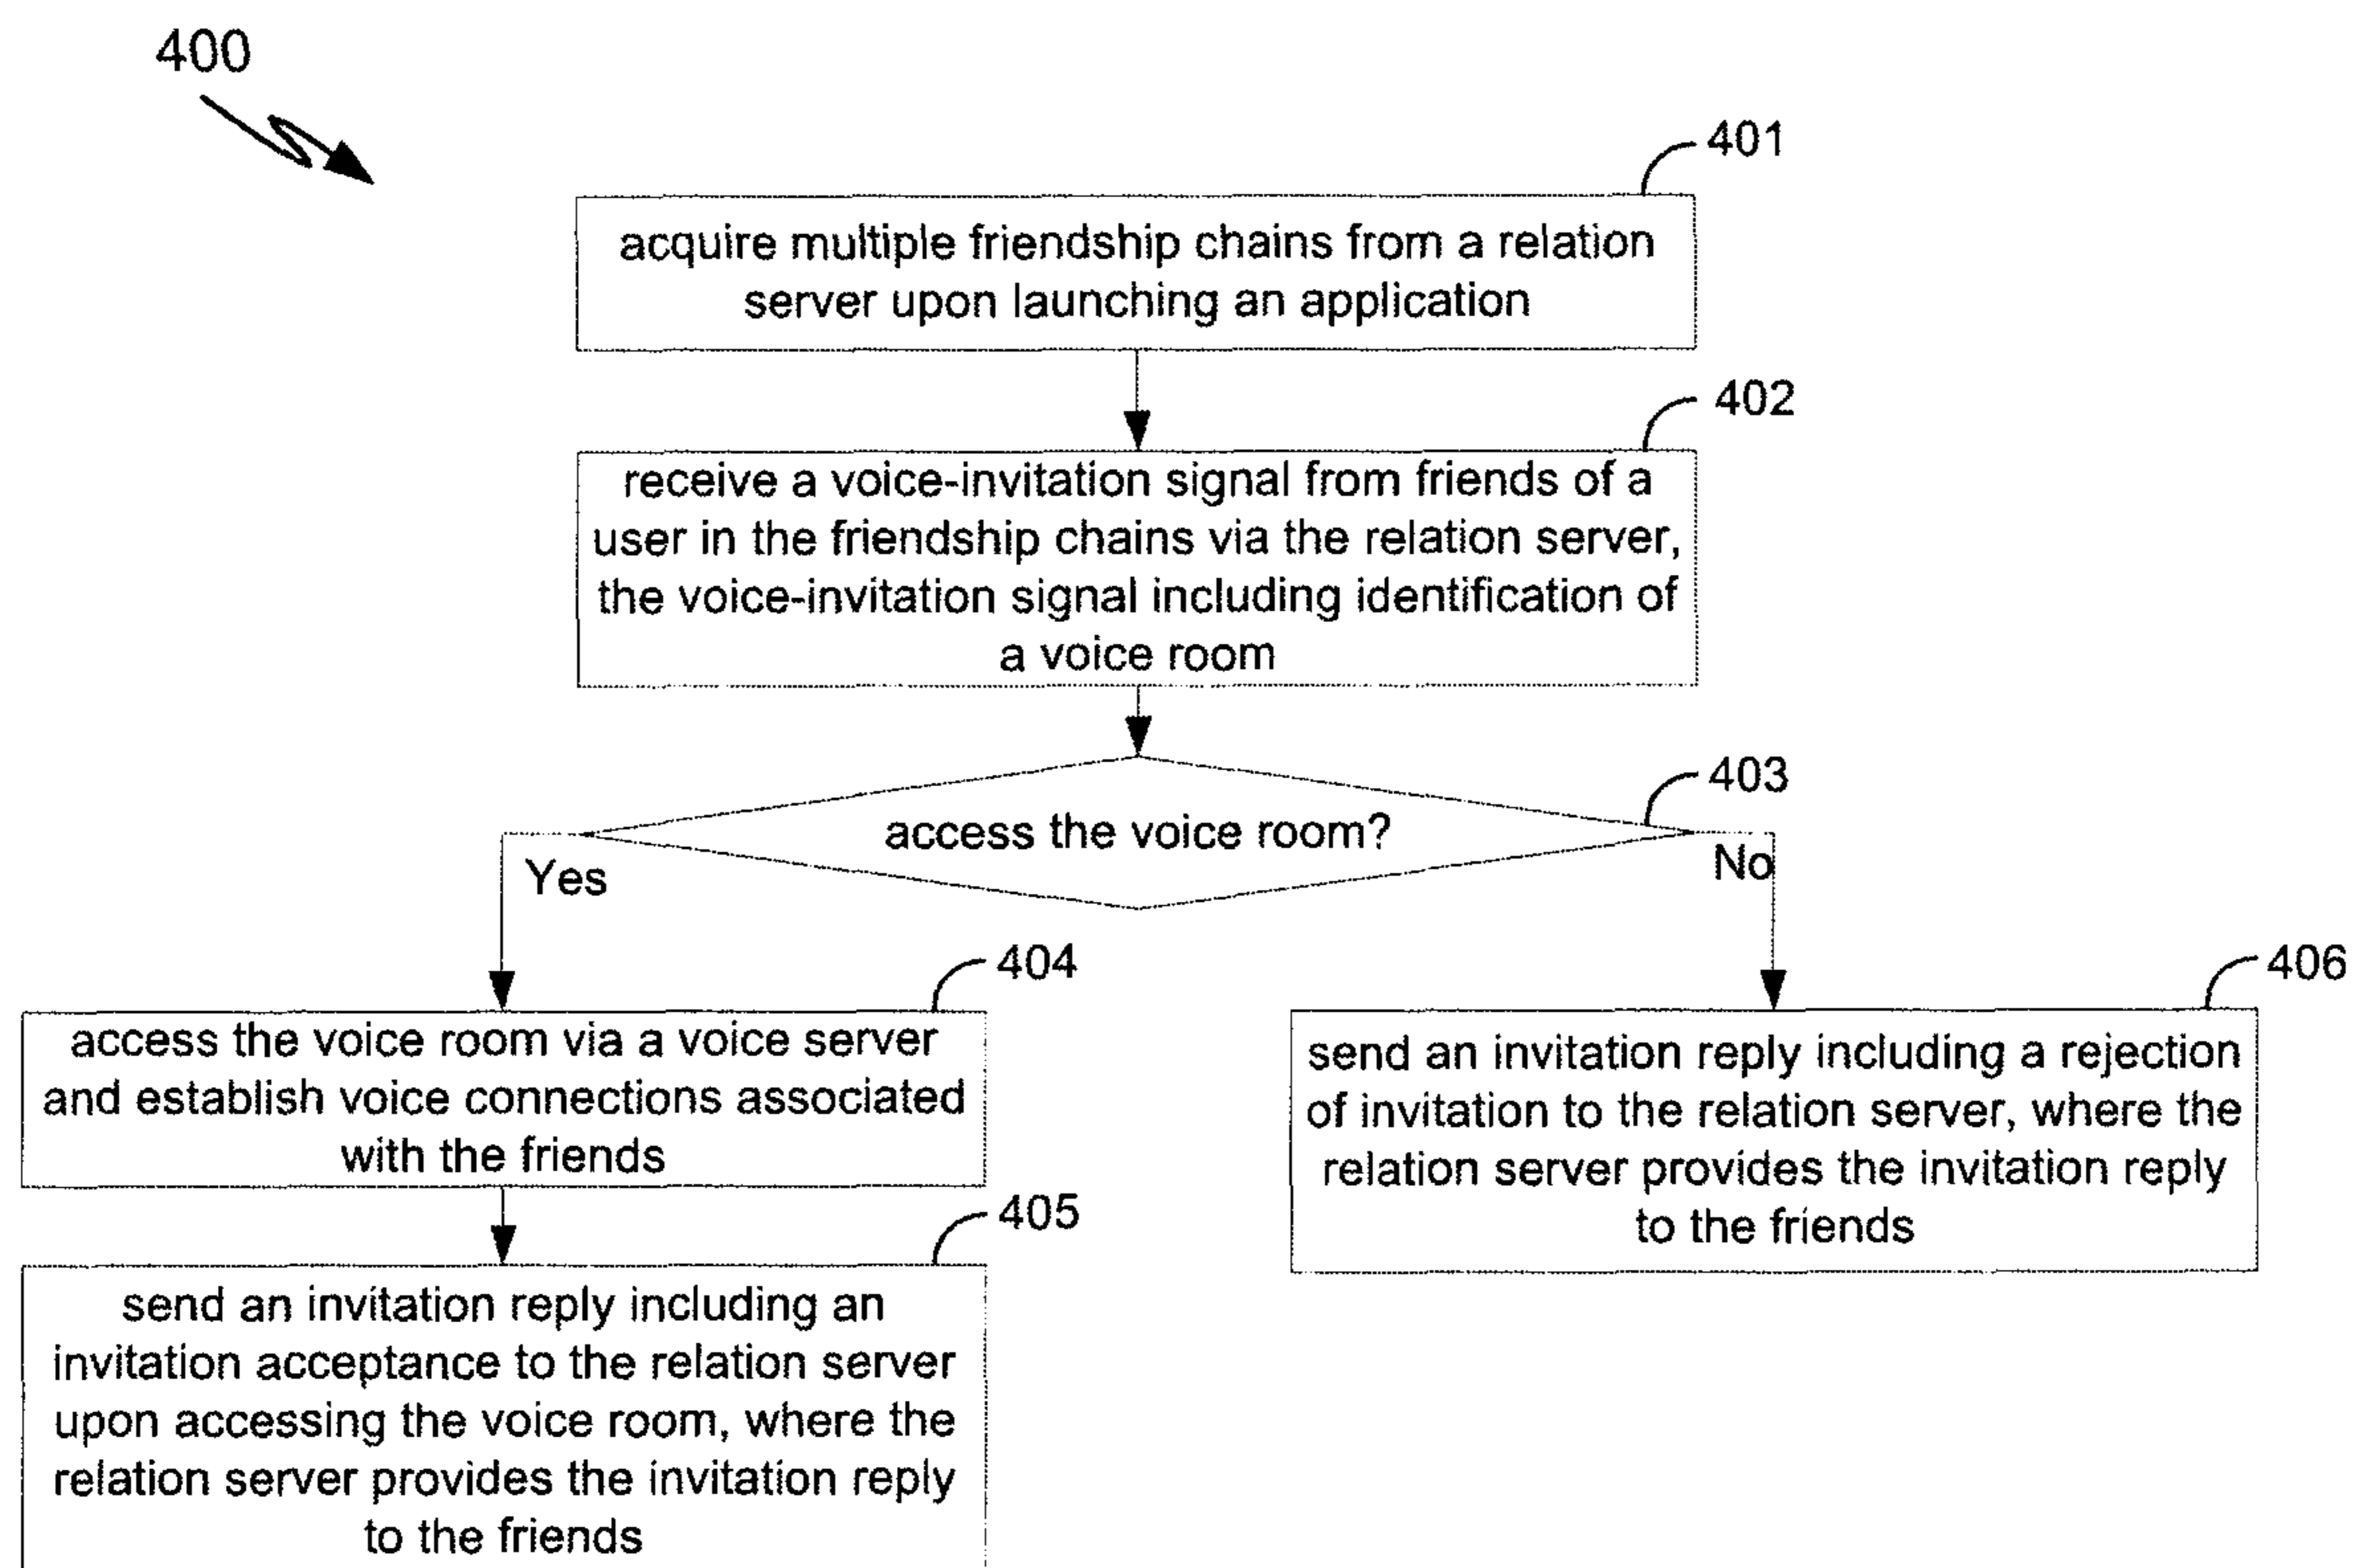 400
401
acquire multiple friendship chains from a relation
server upon launching an application
402
receive a voice-invitation signal from friends of a
user in the friendship chains via the relation server,
the voice-invitation signal including identification of
a voice room
403
access the voice room?
Yes
No
404
access the voice room via a voice server
and establish voice connections associated
with the friends
406
send an invitation reply including a rejection
of invitation to the relation server, where the
relation server provides the invitation reply
to the friends
405
send an invitation reply including an
invitation acceptance to the relation server
upon accessing the voice room, where the
relation server provides the invitation reply
to the friends